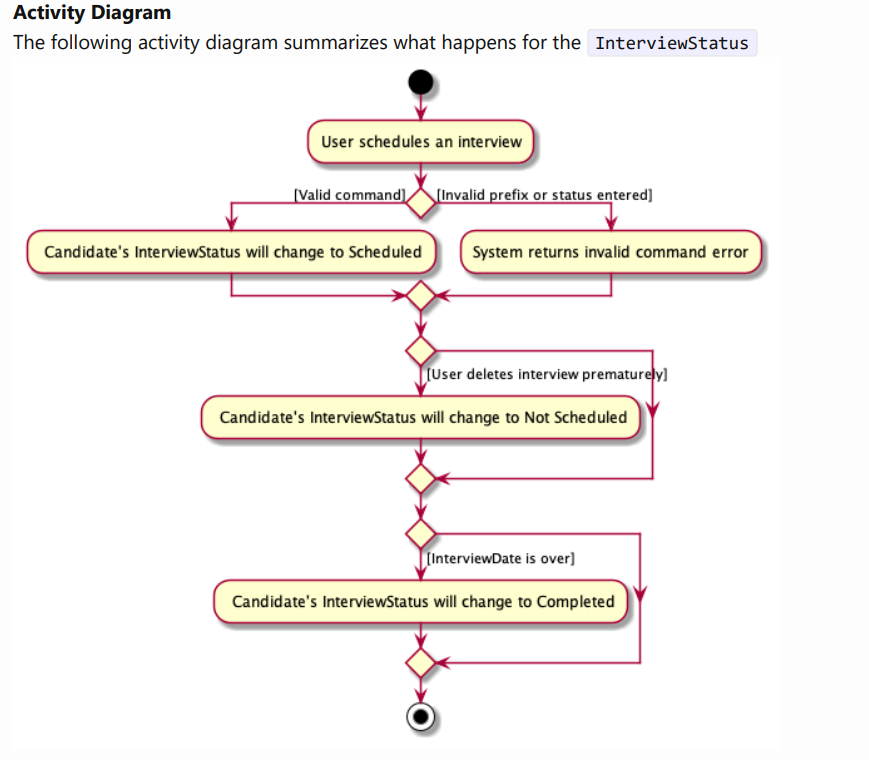 Activity Diagram
The following activity diagram summarizes what happens for the InterviewStatus
User schedules an interview
[Valid command]
[Invalid prefix or status entered]
Candidate's InterviewStatus will change to Scheduled
System returns invalid command error
[User deletes interview prematurely]
Candidate's InterviewStatus will change to Not Scheduled
[InterviewDate is over]
Candidate's InterviewStatus will change to Completed